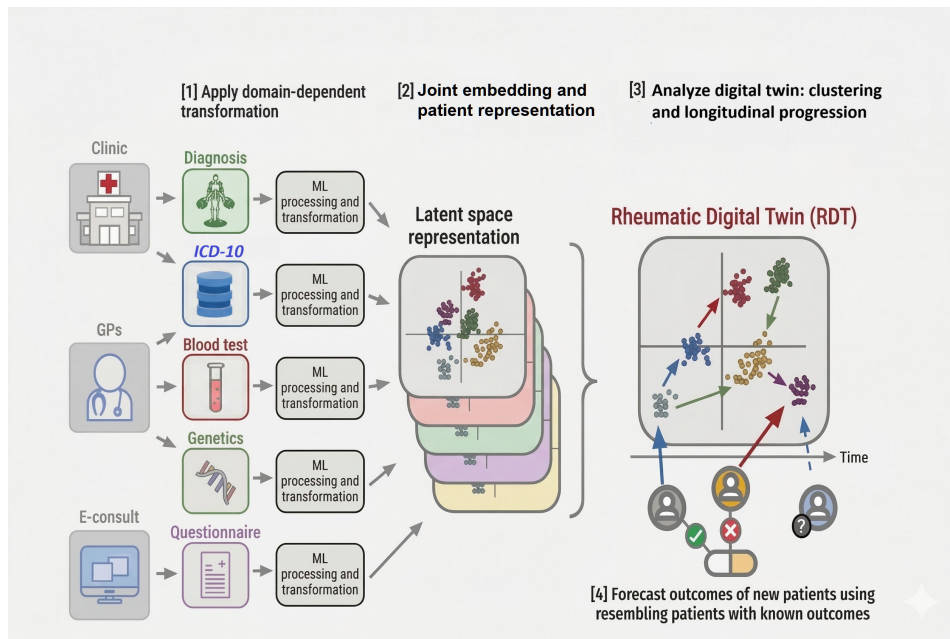 [1] Apply domain-dependent
transformation
[2] Joint embedding and
patient representation
[3] Analyze digital twin: clustering
and longitudinal progression
Clinic
Diagnosis
ML
processing and
transformation
ICD-10
ML
processing and
transformation
GPs
Blood test
ML
processing and
transformation
Genetics
ML
processing and
transformation
E-consult
Questionnaire
ML
processing and
transformation
Latent space
representation
Rheumatic Digital Twin (RDT)
Time
?
[4] Forecast outcomes of new patients using
resembling patients with known outcomes